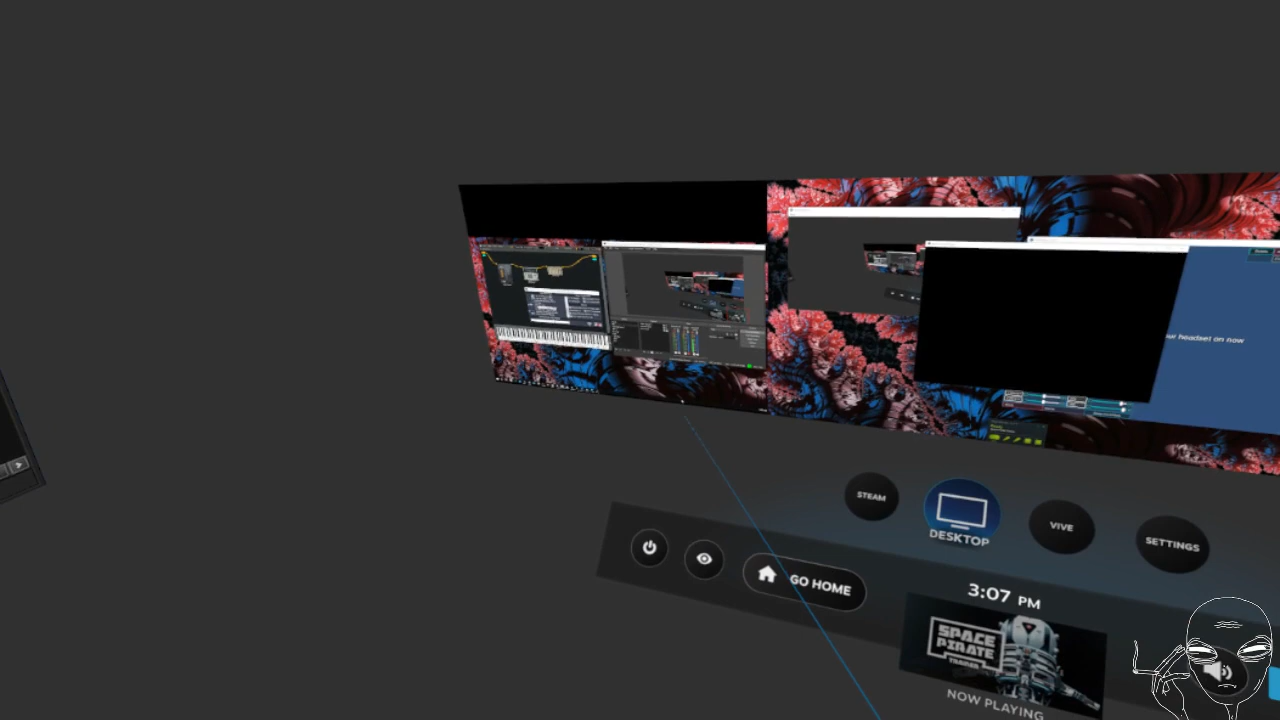 ur headset on now
STEAM
DESKTOP
VIVE
SETTINGS
GO HOME
3:07 PM
SPACE
PIRATE
TRAINER
NOW PLAYING